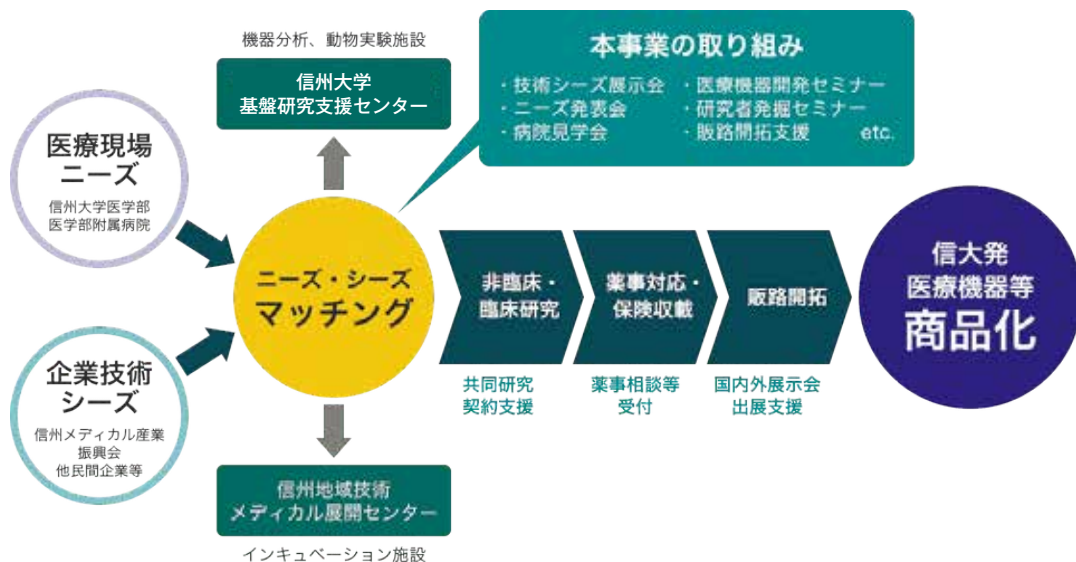 機器分析、動物実験施設
信州大学
基盤研究支援センター
本事業の取り組み
・技術シーズ展示会 ・医療機器開発セミナー
・ニーズ発表会 ・研究者発掘セミナー
・病院見学会 ・販路開拓支援 etc.
医療現場
ニーズ
信州大学医学部
医学部附属病院
ニーズ・シーズ
マッチング
非臨床・
臨床研究
薬事対応・
保険収載
販路開拓
信大発
医療機器等
商品化
企業技術
シーズ
信州メディカル産業
振興会
他民間企業等
共同研究
契約支援
薬事相談等
受付
国内外展示会
出展支援
信州地域技術
メディカル展開センター
インキュベーション施設